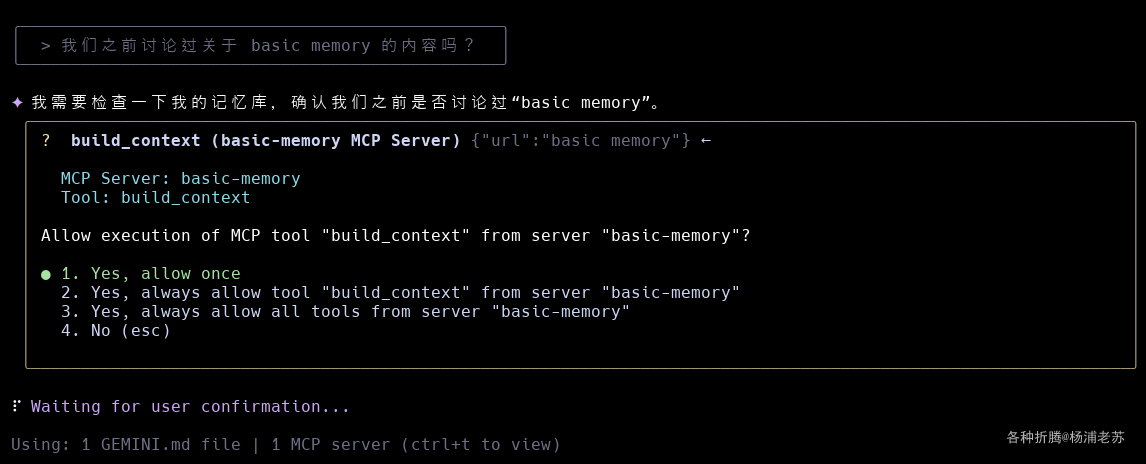 > 我们之前讨论过关于 basic memory 的内容吗？
✦ 我需要检查一下我的记忆库，确认我们之前是否讨论过“basic memory”。
? build_context (basic-memory MCP Server) {"url":"basic memory"} ←
MCP Server: basic-memory
Tool: build_context
Allow execution of MCP tool "build_context" from server "basic-memory"?
● 1. Yes, allow once
2. Yes, always allow tool "build_context" from server "basic-memory"
3. Yes, always allow all tools from server "basic-memory"
4. No (esc)
⠏ Waiting for user confirmation...
Using: 1 GEMINI.md file | 1 MCP server (ctrl+t to view)
各种折腾@杨浦老苏